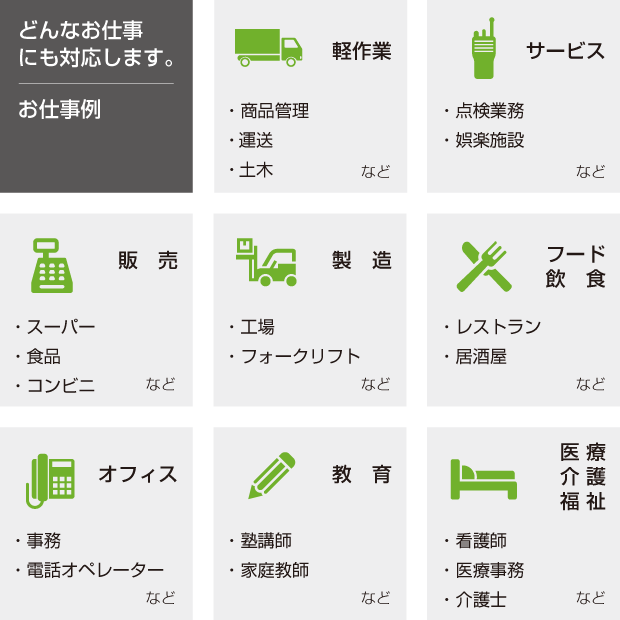 どんなお仕事
にも対応します。
お仕事例
軽作業
・商品管理
・運送
・土木
など
サービス
・点検業務
・娯楽施設
など
販　売
・スーパー
・食品
・コンビニ
など
製　造
・工場
・フォークリフト
など
フード
飲　食
・レストラン
・居酒屋
など
オフィス
・事務
・電話オペレーター
など
教　育
・塾講師
・家庭教師
など
医 療
介 護
福 祉
・看護師
・医療事務
・介護士
など